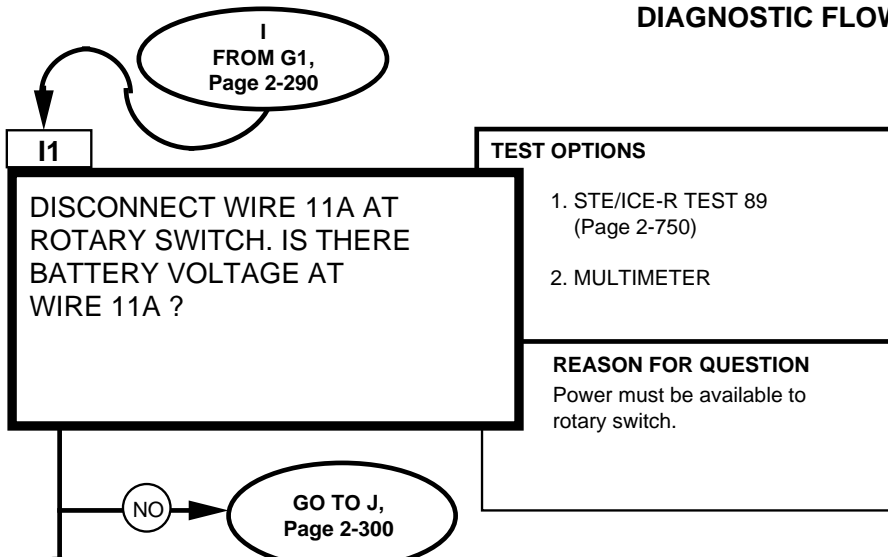 DIAGNOSTIC FLOW
I
FROM G1,
Page 2-290
I1
DISCONNECT WIRE 11A AT
ROTARY SWITCH. IS THERE
BATTERY VOLTAGE AT
WIRE 11A ?
TEST OPTIONS
1. STE/ICE-R TEST 89
(Page 2-750)
2. MULTIMETER
REASON FOR QUESTION
Power must be available to
rotary switch.
NO
GO TO J,
Page 2-300